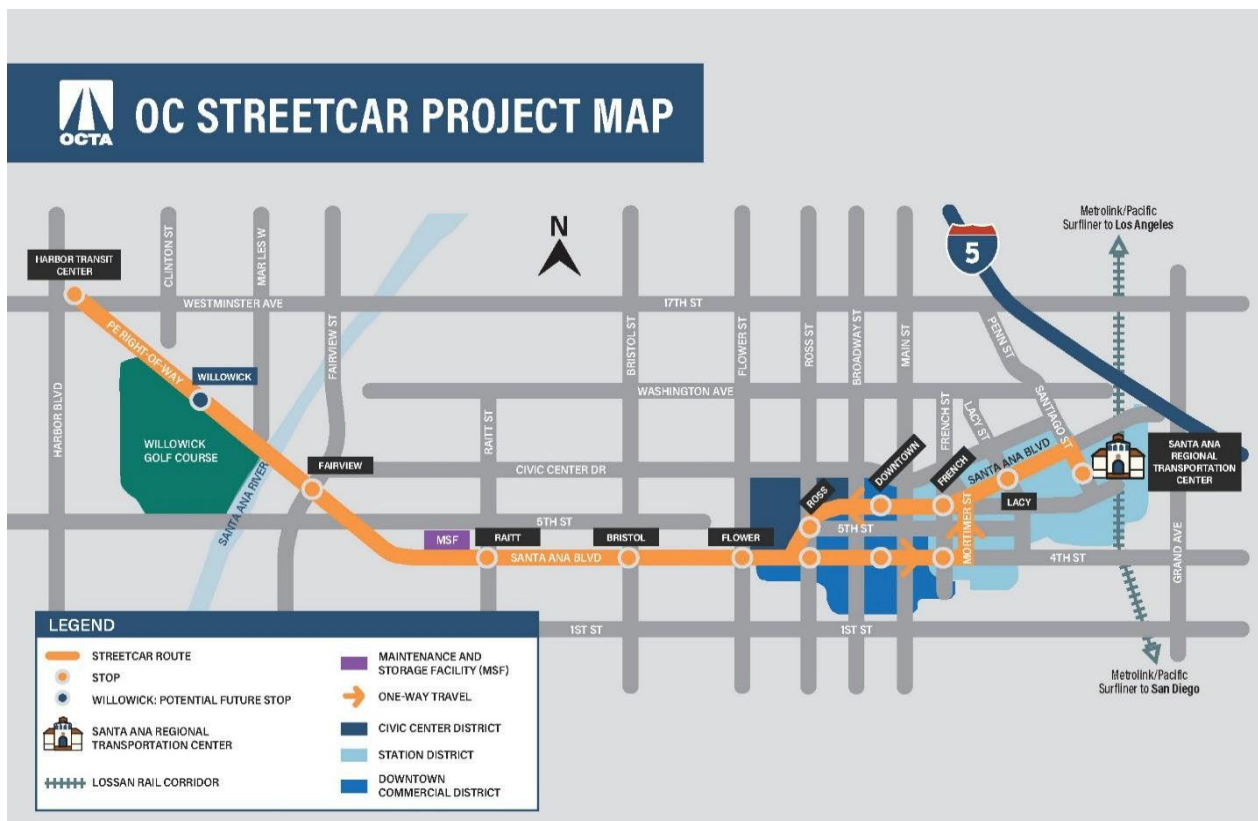 OCTA
OC STREETCAR PROJECT MAP
N
5
Metrolink/Pacific
Surfliner to Los Angeles
HARBOR TRANSIT
CENTER
CLINTON ST
MAR LES W
FAIRVIEW ST
WESTMINSTER AVE
17TH ST
PE RIGHT-OF-WAY
WILLOWICK
HARBOR BLVD
WILLOWICK
GOLF COURSE
SANTA ANA RIVER
FAIRVIEW
BRISTOL ST
FLOWER ST
ROSS ST
BROADWAY ST
MAIN ST
PENN ST
WASHINGTON AVE
RAITT ST
FRENCH ST
LACY ST
SANTIAGO ST
CIVIC CENTER DR
DOWNTOWN
FRENCH
SANTA ANA BLVD
SANTA ANA
REGIONAL
TRANSPORTATION
CENTER
ROSS
LACY
5TH ST
5TH ST
MORTIMER ST
MSF
RAITT
BRISTOL
FLOWER
SANTA ANA BLVD
4TH ST
GRAND AVE
1ST ST
1ST ST
Metrolink/Pacific
Surfliner to San Diego
LEGEND
STREETCAR ROUTE
STOP
WILLOWICK: POTENTIAL FUTURE STOP
SANTA ANA REGIONAL
TRANSPORTATION CENTER
LOSSAN RAIL CORRIDOR
MAINTENANCE AND
STORAGE FACILITY (MSF)
ONE-WAY TRAVEL
CIVIC CENTER DISTRICT
STATION DISTRICT
DOWNTOWN
COMMERCIAL DISTRICT